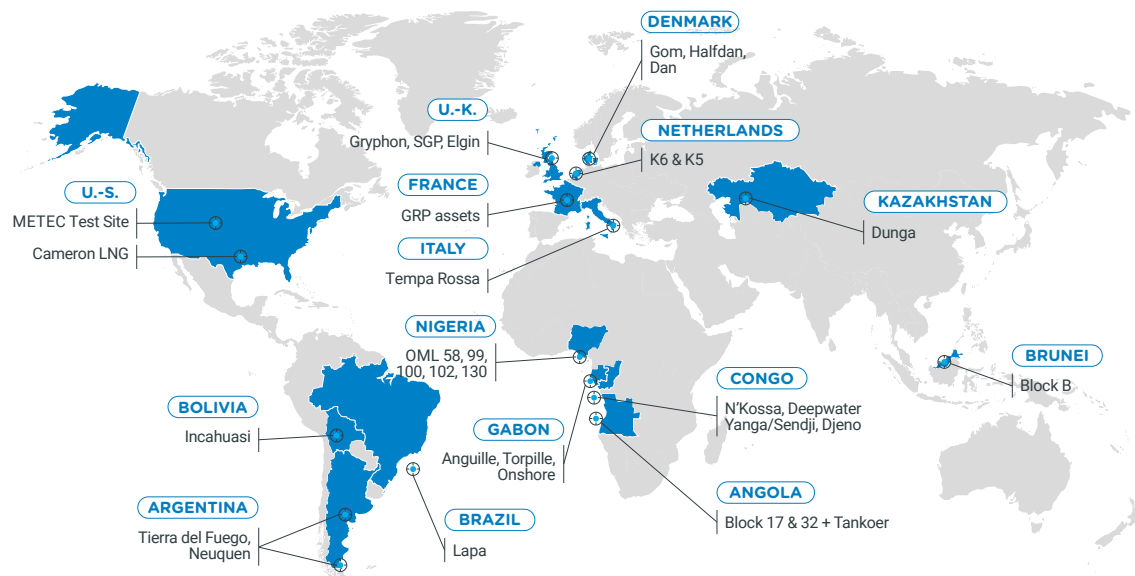 DENMARK
Gom, Halfdan,
Dan
U.-K.
Gryphon, SGP, Elgin
NETHERLANDS
K6 & K5
U.-S.
METEC Test Site
Cameron LNG
FRANCE
GRP assets
KAZAKHSTAN
Dunga
ITALY
Tempa Rossa
NIGERIA
OML 58, 99,
100, 102, 130
BRUNEI
Block B
CONGO
N'Kossa, Deepwater
Yanga/Sendji, Djeno
BOLIVIA
Incahuasi
GABON
Anguille, Torpille,
Onshore
ANGOLA
Block 17 & 32 + Tankoer
ARGENTINA
Tierra del Fuego,
Neuquen
BRAZIL
Lapa